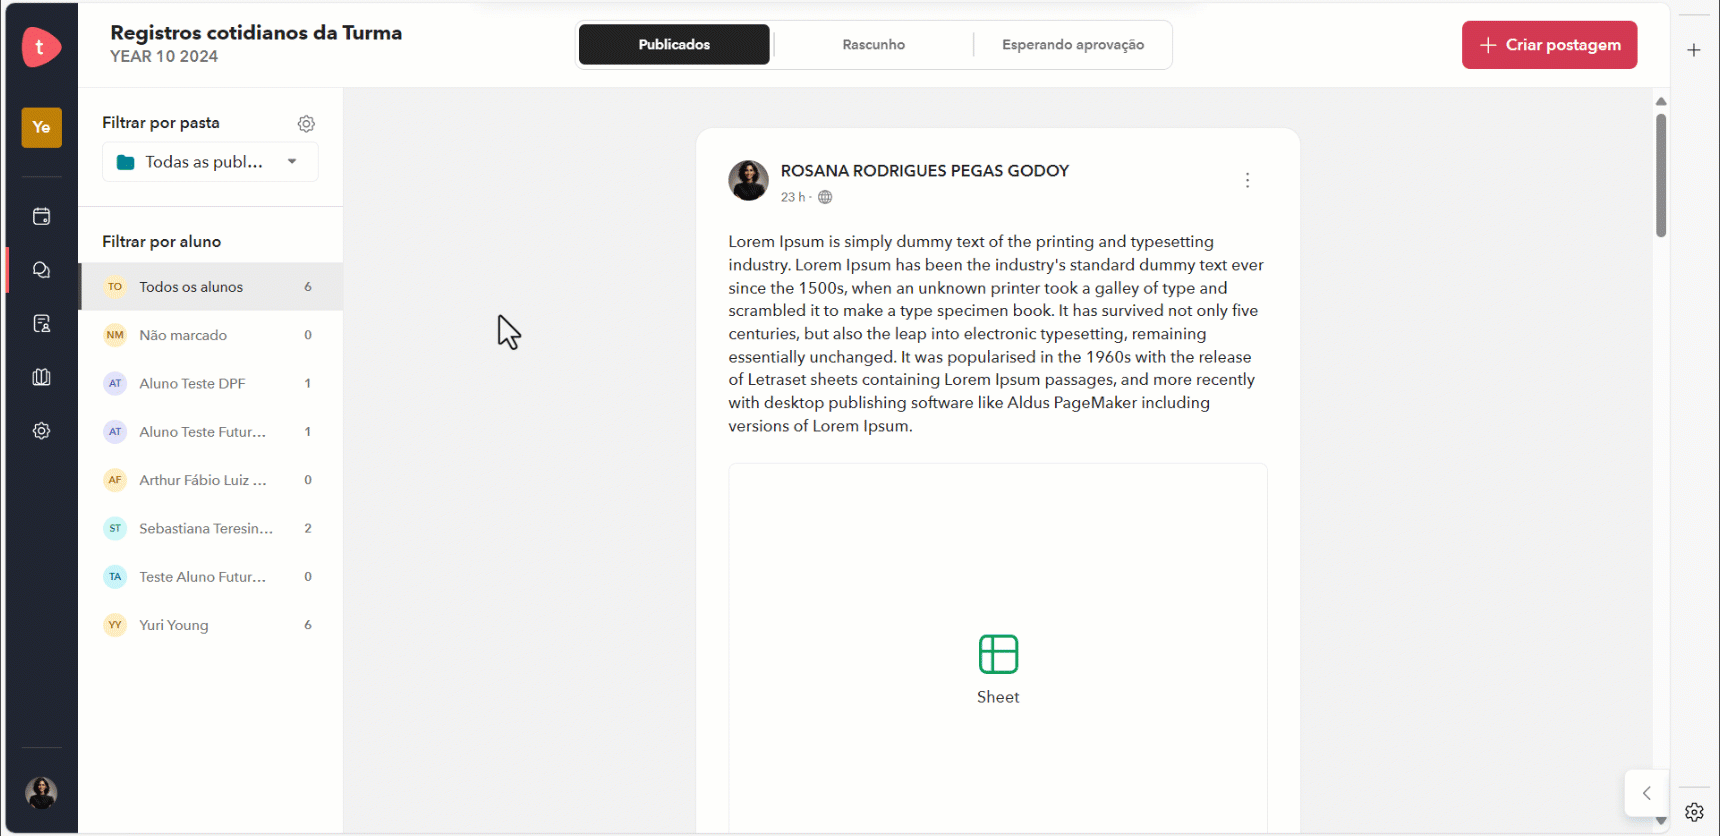 t
Registros cotidianos da Turma
YEAR 10 2024
Publicados
Rascunho
Esperando aprovação
Criar postagem
Ye
Filtrar por pasta
Todas as publ...
Filtrar por aluno
TO Todos os alunos 6
NM Não marcado 0
AT Aluno Teste DPF 1
AT Aluno Teste Futur... 1
AF Arthur Fábio Luiz ... 0
ST Sebastiana Teresin... 2
TA Teste Aluno Futur... 0
YY Yuri Young 6
ROSANA RODRIGUES PEGAS GODOY
23 h ·
Lorem Ipsum is simply dummy text of the printing and typesetting
industry. Lorem Ipsum has been the industry's standard dummy text ever
since the 1500s, when an unknown printer took a galley of type and
scrambled it to make a type specimen book. It has survived not only five
centuries, but also the leap into electronic typesetting, remaining
essentially unchanged. It was popularised in the 1960s with the release
of Letraset sheets containing Lorem Ipsum passages, and more recently
with desktop publishing software like Aldus PageMaker including
versions of Lorem Ipsum.
Sheet